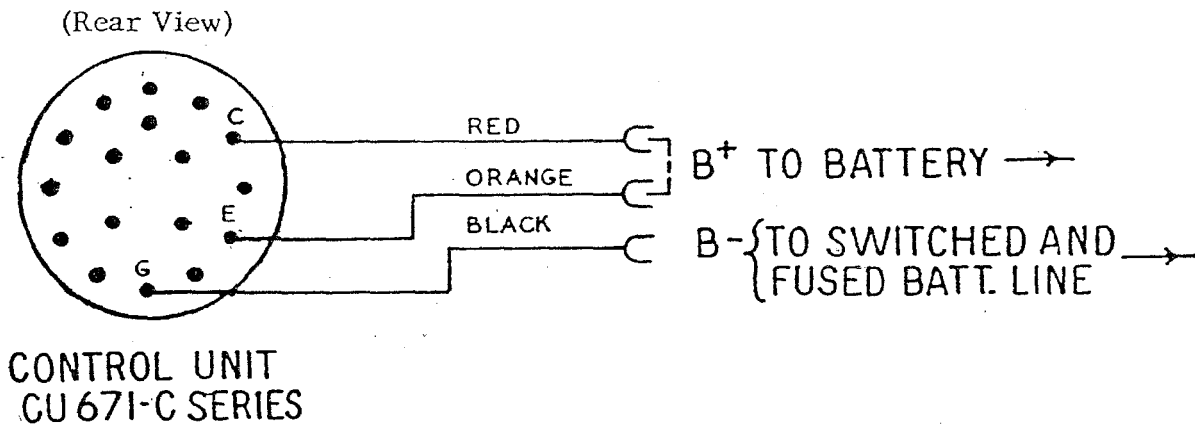 (Rear View)
C
RED
B+ TO BATTERY
ORANGE
E
BLACK
B- { TO SWITCHED AND
FUSED BATT. LINE
G
CONTROL UNIT
CU 671-C SERIES